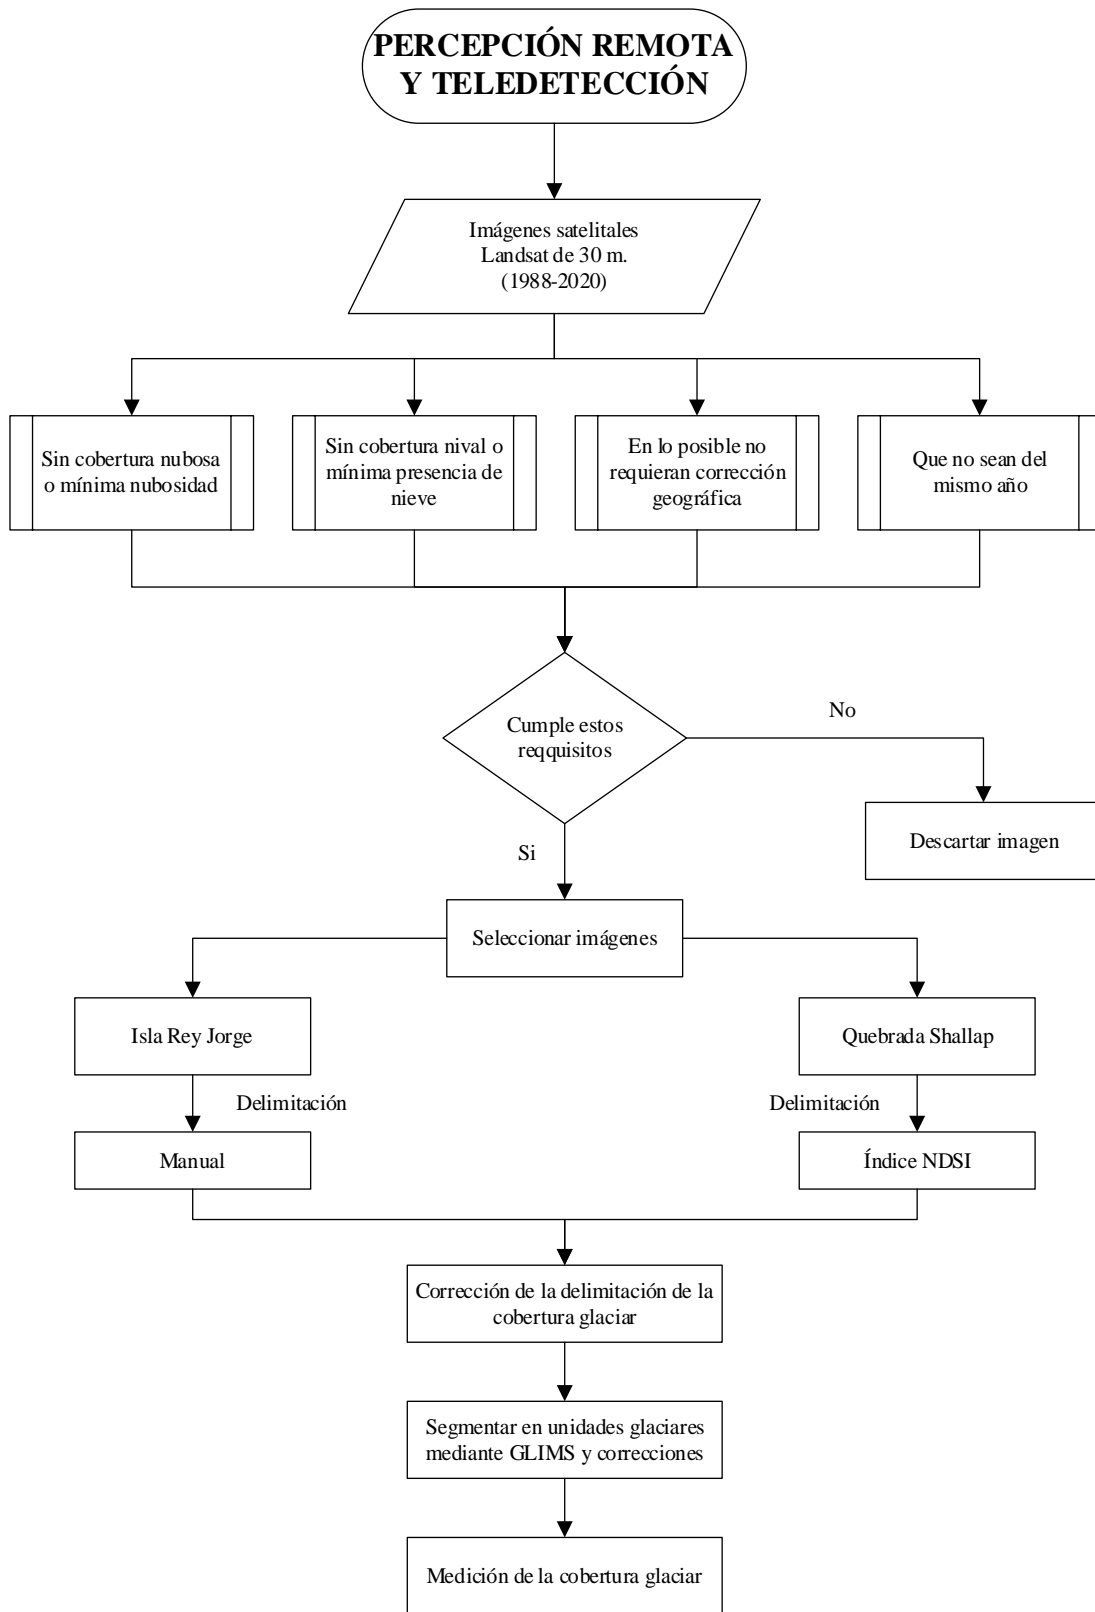 PERCEPCIÓN REMOTA
Y TELEDETECCIÓN
Imágenes satelitales
Landsat de 30 m.
(1988-2020)
Sin cobertura nubosa
o mínima nubosidad
Sin cobertura nival o
mínima presencia de
nieve
En lo posible no
requieran corrección
geográfica
Que no sean del
mismo año
Cumple estos
reqquisitos
No
Descartar imagen
Si
Seleccionar imágenes
Isla Rey Jorge
Quebrada Shallap
Delimitación
Delimitación
Manual
Índice NDSI
Corrección de la delimitación de la
cobertura glaciar
Segmentar en unidades glaciares
mediante GLIMS y correcciones
Medición de la cobertura glaciar